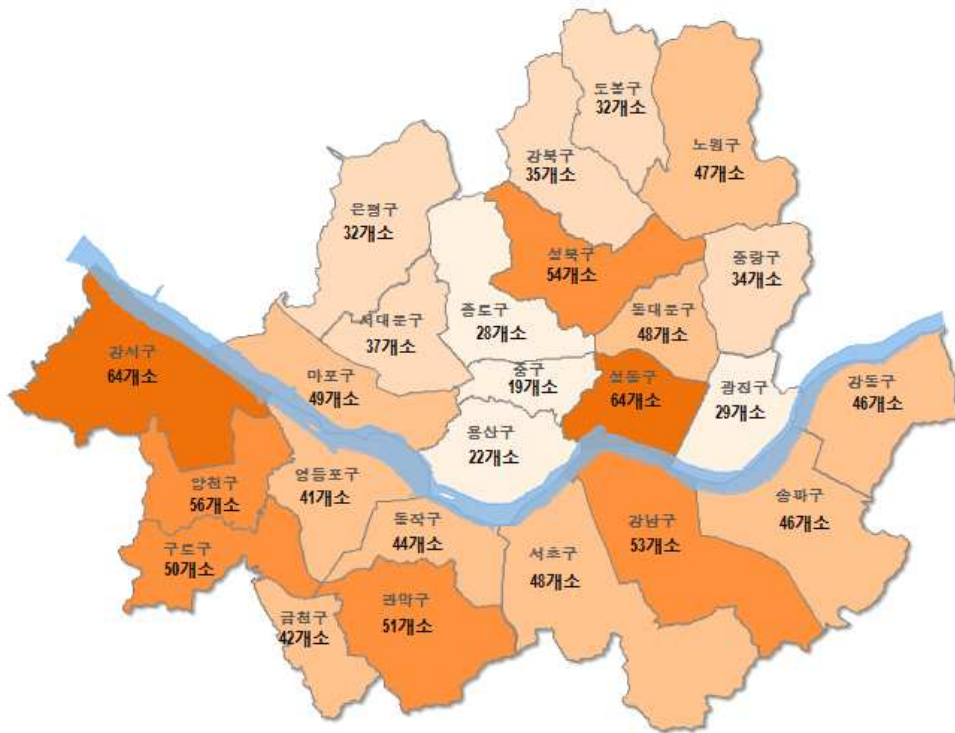 도봉구
32개소
노원구
47개소
강북구
35개소
은평구
32개소
성북구
54개소
중랑구
34개소
종로구
28개소
동대문구
48개소
서대문구
37개소
강서구
64개소
마포구
49개소
중구
19개소
성동구
64개소
광진구
29개소
강동구
46개소
용산구
22개소
양천구
56개소
영등포구
41개소
동작구
44개소
강남구
53개소
송파구
46개소
구로구
50개소
서초구
48개소
관악구
51개소
금천구
42개소